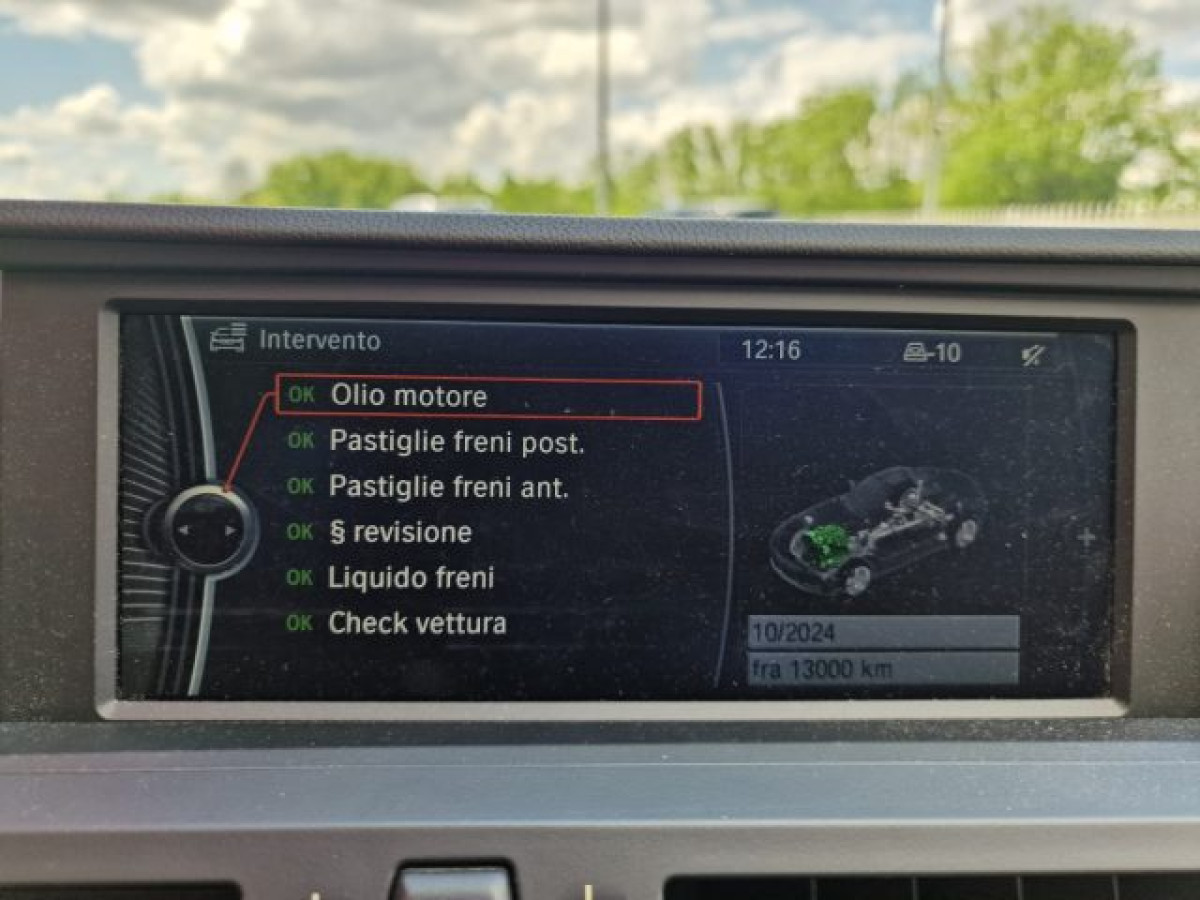 Intervento
12:16
-10
OK Olio motore
OK Pastiglie freni post.
OK Pastiglie freni ant.
OK § revisione
OK Liquido freni
OK Check vettura
10/2024
fra 13000 km